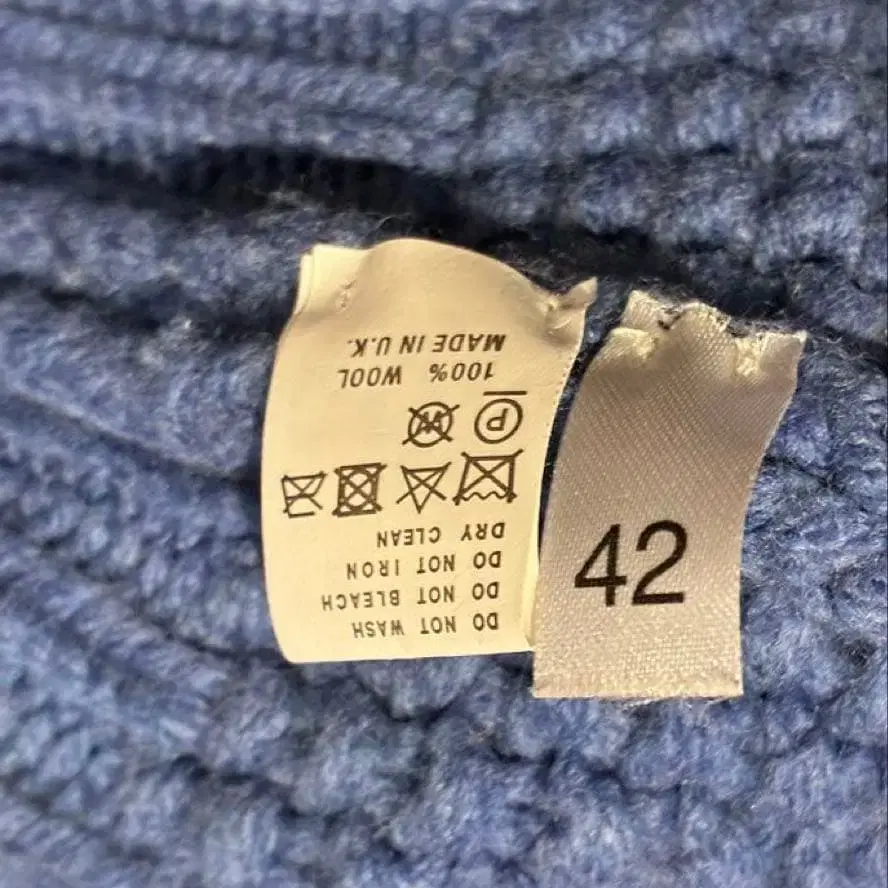 DO NOT WASH
DO NOT BLEACH
DO NOT IRON
DRY CLEAN
P W
100% WOOL
MADE IN U.K.
42